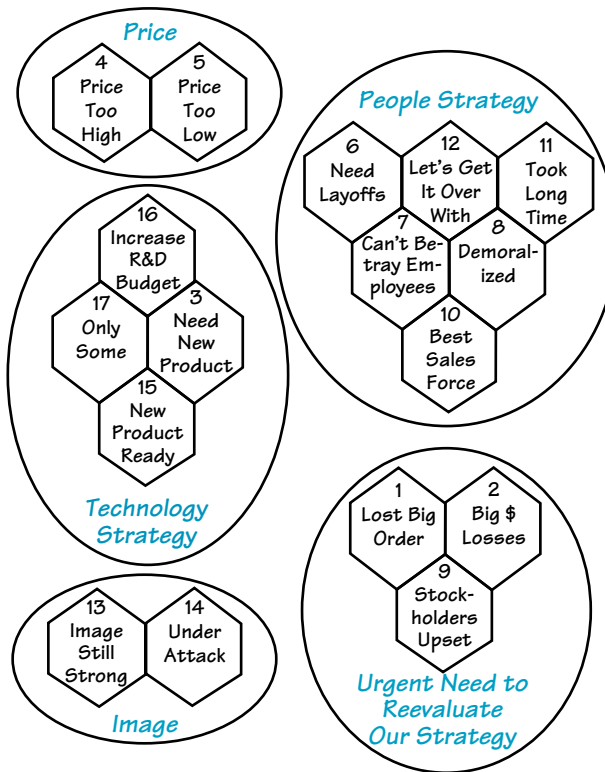 Price
4
Price
Too
High
5
Price
Too
Low
People Strategy
6
Need
Layoffs
12
Let's Get
It Over
With
11
Took
Long
Time
7
Can't Be-
tray Em-
ployees
8
Demoral-
ized
10
Best
Sales
Force
16
Increase
R&D
Budget
17
Only
Some
3
Need
New
Product
15
New
Product
Ready
Technology
Strategy
1
Lost Big
Order
2
Big $
Losses
9
Stock-
holders
Upset
Urgent Need to
Reevaluate
Our Strategy
13
Image
Still
Strong
14
Under
Attack
Image